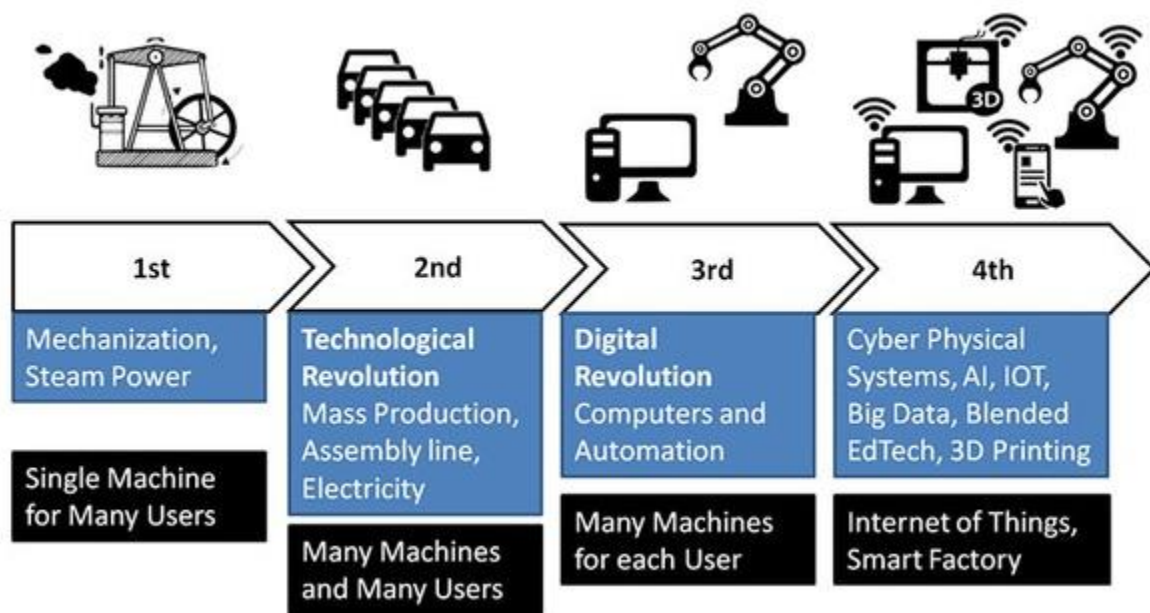 3D
1st
2nd
3rd
4th
Mechanization,
Steam Power
Single Machine
for Many Users
Technological
Revolution
Mass Production,
Assembly line,
Electricity
Many Machines
and Many Users
Digital
Revolution
Computers and
Automation
Many Machines
for each User
Cyber Physical
Systems, AI, IOT,
Big Data, Blended
EdTech, 3D Printing
Internet of Things,
Smart Factory